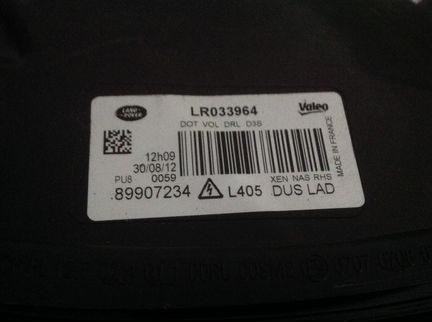 LAND
ROVER
LR033964
Valeo
DOT VOL DRL D3S
12h09
30/08/12
PU8 0059
XEN NAS RHS
MADE IN FRANCE
89907234 L405 DUS LAD